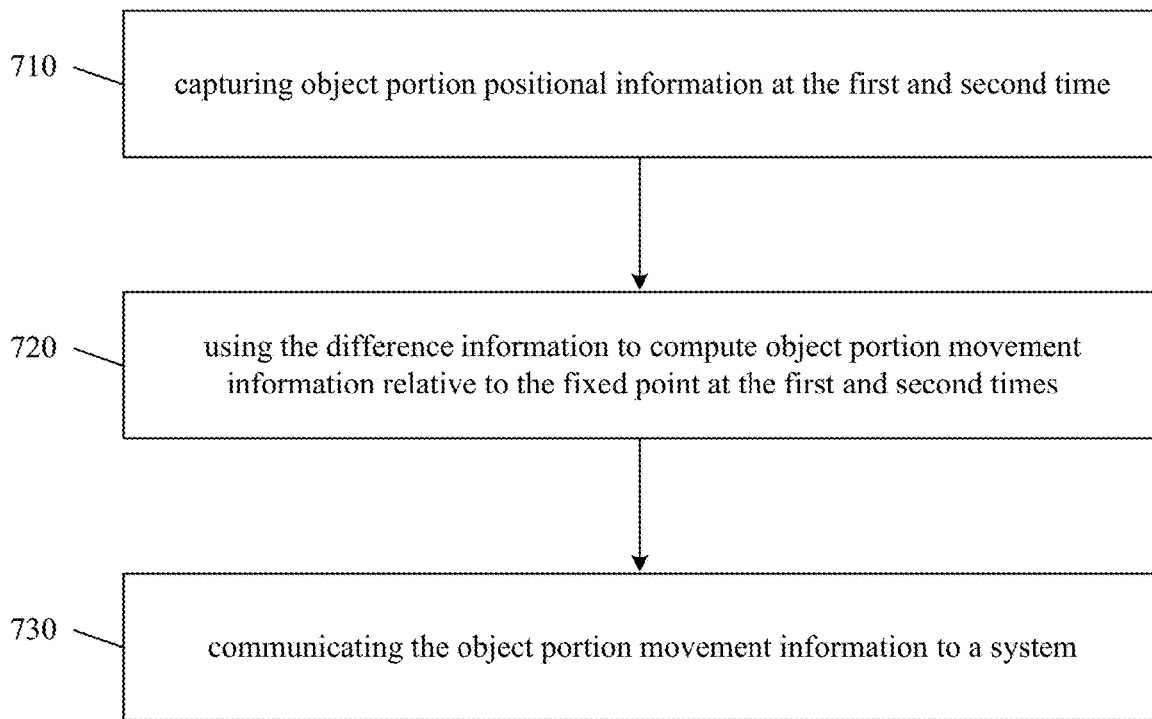 710
capturing object portion positional information at the first and second time
720
using the difference information to compute object portion movement
information relative to the fixed point at the first and second times
730
communicating the object portion movement information to a system